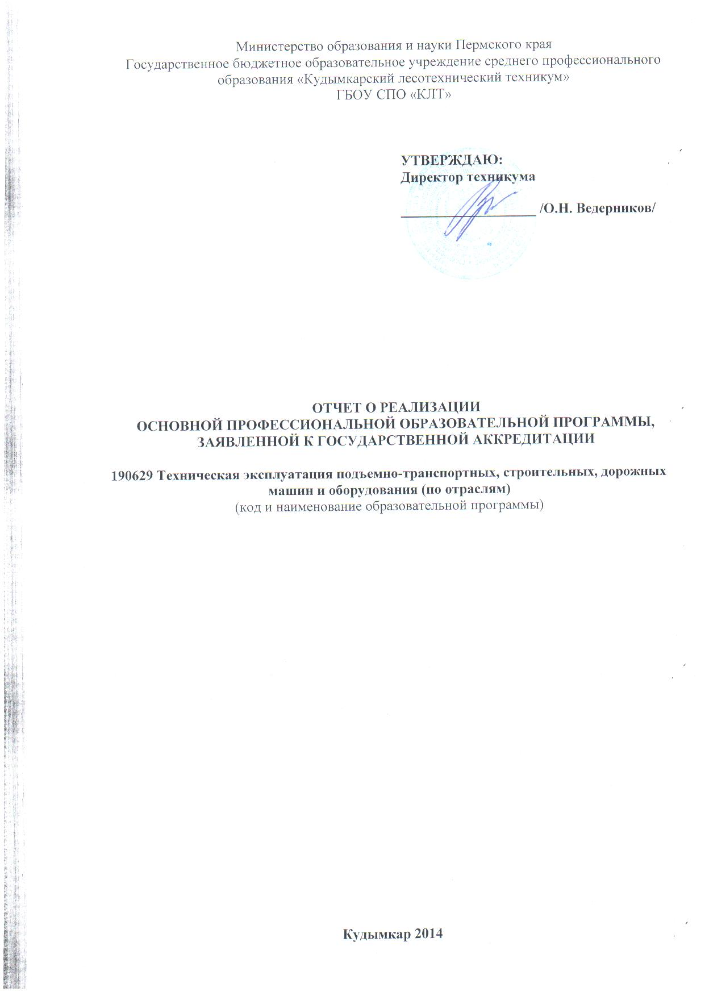 Министерство образования и науки Пермского края
Государственное бюджетное образовательное учреждение среднего профессионального
образования «Кудымкарский лесотехнический техникум»
ГБОУ СПО «КЛТ»
УТВЕРЖДАЮ:
Директор техникума
/О.Н. Ведерников/
ОТЧЕТ О РЕАЛИЗАЦИИ
ОСНОВНОЙ ПРОФЕССИОНАЛЬНОЙ ОБРАЗОВАТЕЛЬНОЙ ПРОГРАММЫ,
ЗАЯВЛЕННОЙ К ГОСУДАРСТВЕННОЙ АККРЕДИТАЦИИ
190629 Техническая эксплуатация подъемно-транспортных, строительных, дорожных
машин и оборудования (по отраслям)
(код и наименование образовательной программы)
Кудымкар 2014